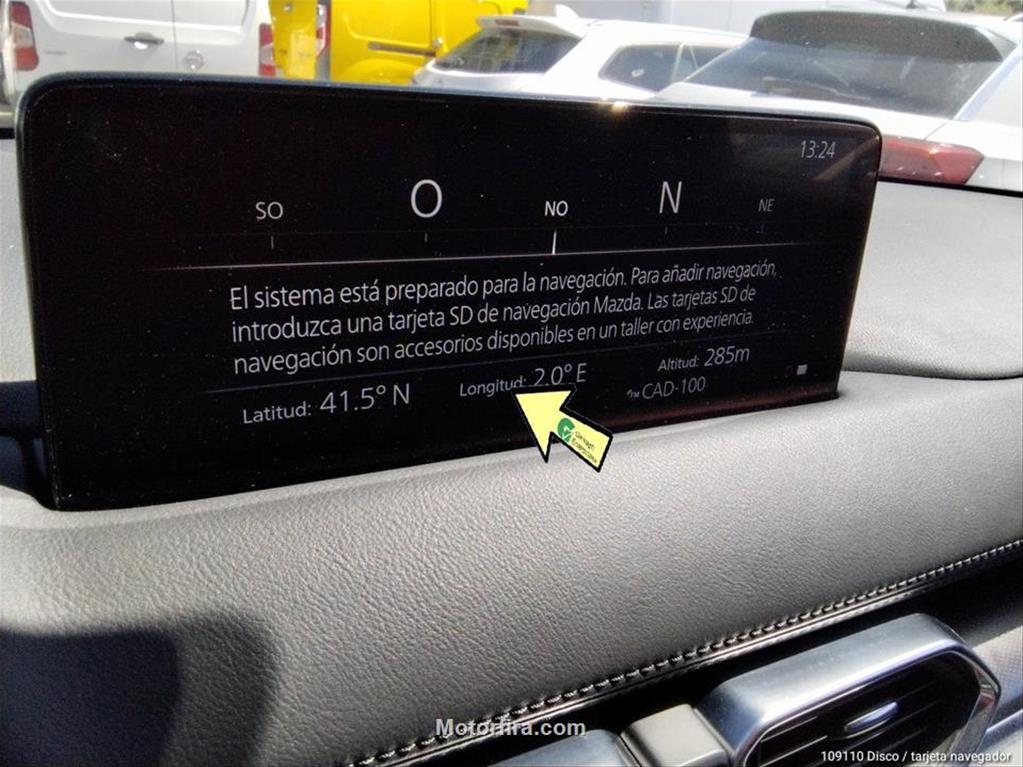 13:24
SO O NO N NE
El sistema está preparado para la navegación. Para añadir navegación,
introduzca una tarjeta SD de navegación Mazda. Las tarjetas SD de
navegación son accesorios disponibles en un taller con experiencia.
Latitud: 41.5° N Longitud: 2.0° E Altitud: 285m
CAD-100
Motorfira.com
109110 Disco / tarjeta navegador